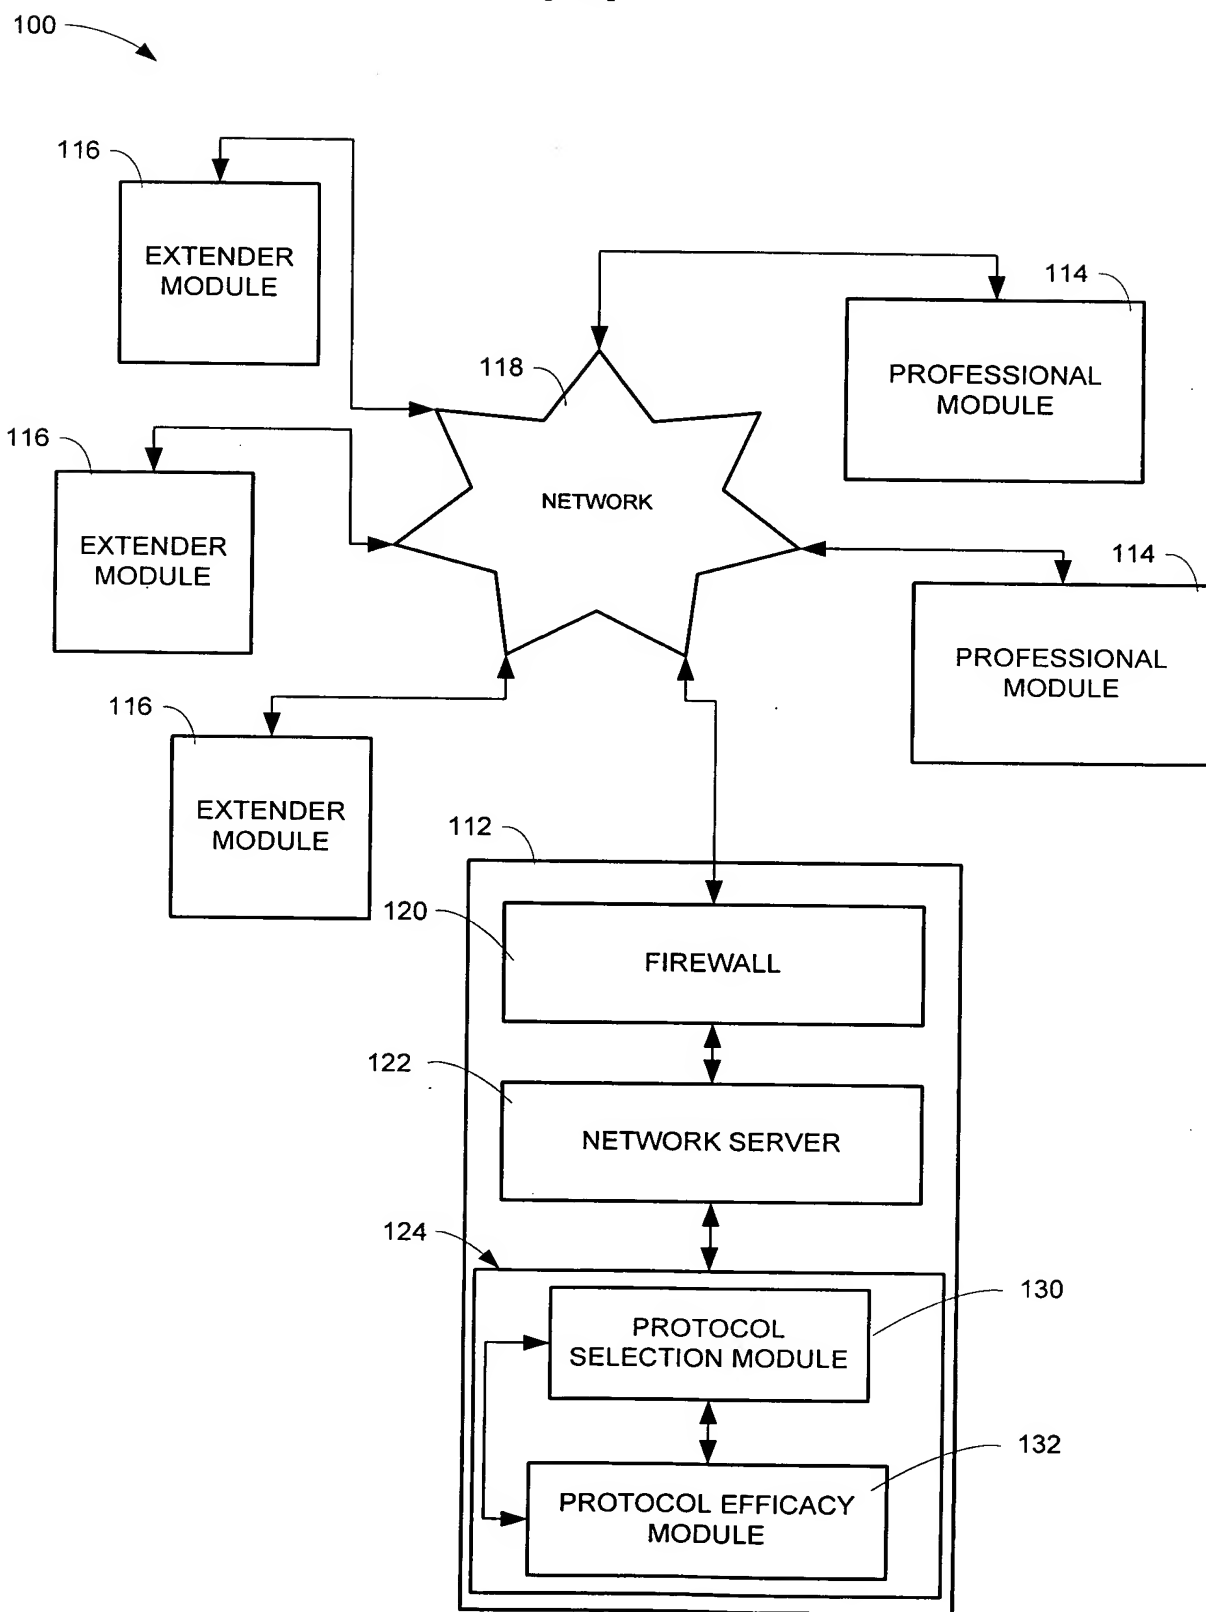 100
116
EXTENDER
MODULE
114
PROFESSIONAL
MODULE
118
NETWORK
116
EXTENDER
MODULE
114
PROFESSIONAL
MODULE
116
EXTENDER
MODULE
112
120
FIREWALL
122
NETWORK SERVER
124
130
PROTOCOL
SELECTION MODULE
132
PROTOCOL EFFICACY
MODULE